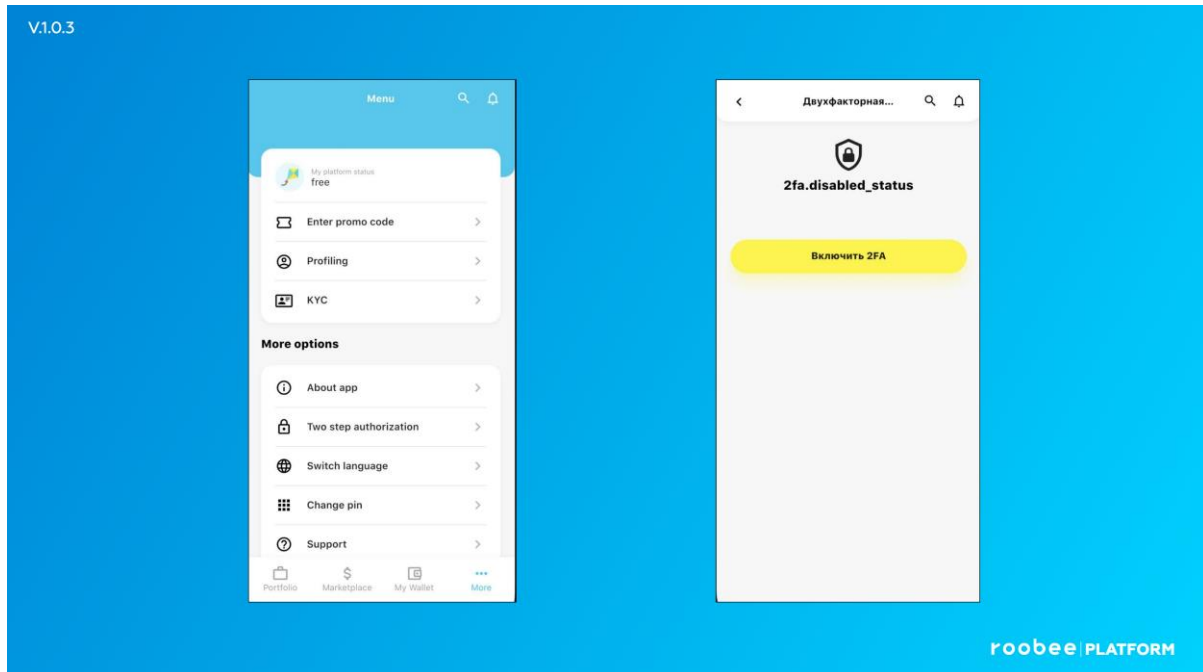 V.1.0.3
Menu
My platform status
free
Enter promo code
Profiling
KYC
More options
About app
Two step authorization
Switch language
Change pin
Support
Portfolio
Marketplace
My Wallet
More
Двухфакторная...
2fa.disabled_status
Включить 2FA
roobee|PLATFORM